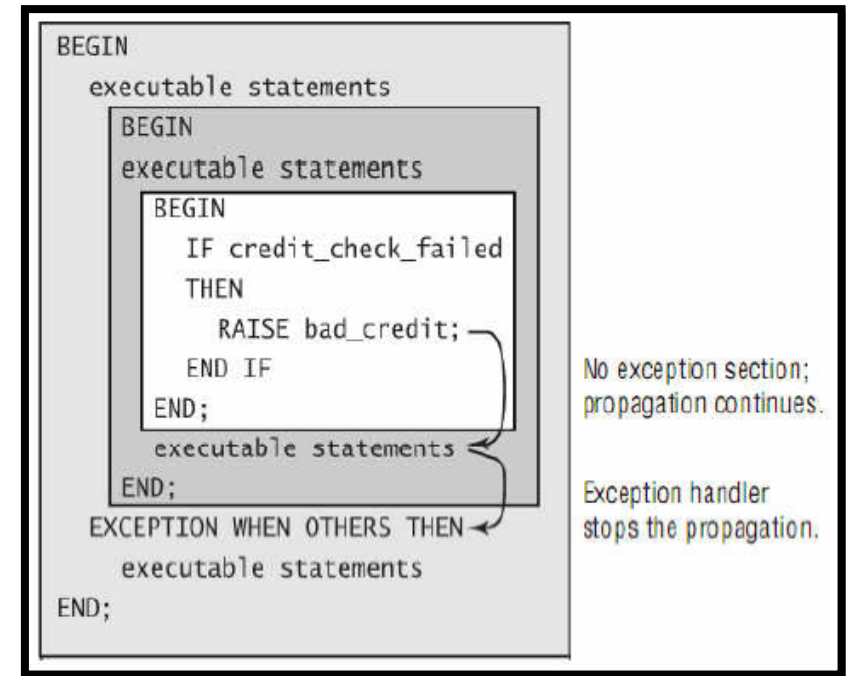 BEGIN
executable statements
BEGIN
executable statements
BEGIN
IF credit_check_failed
THEN
RAISE bad_credit;
END IF
END;
executable statements
END;
EXCEPTION WHEN OTHERS THEN
executable statements
END;
No exception section;
propagation continues.
Exception handler
stops the propagation.